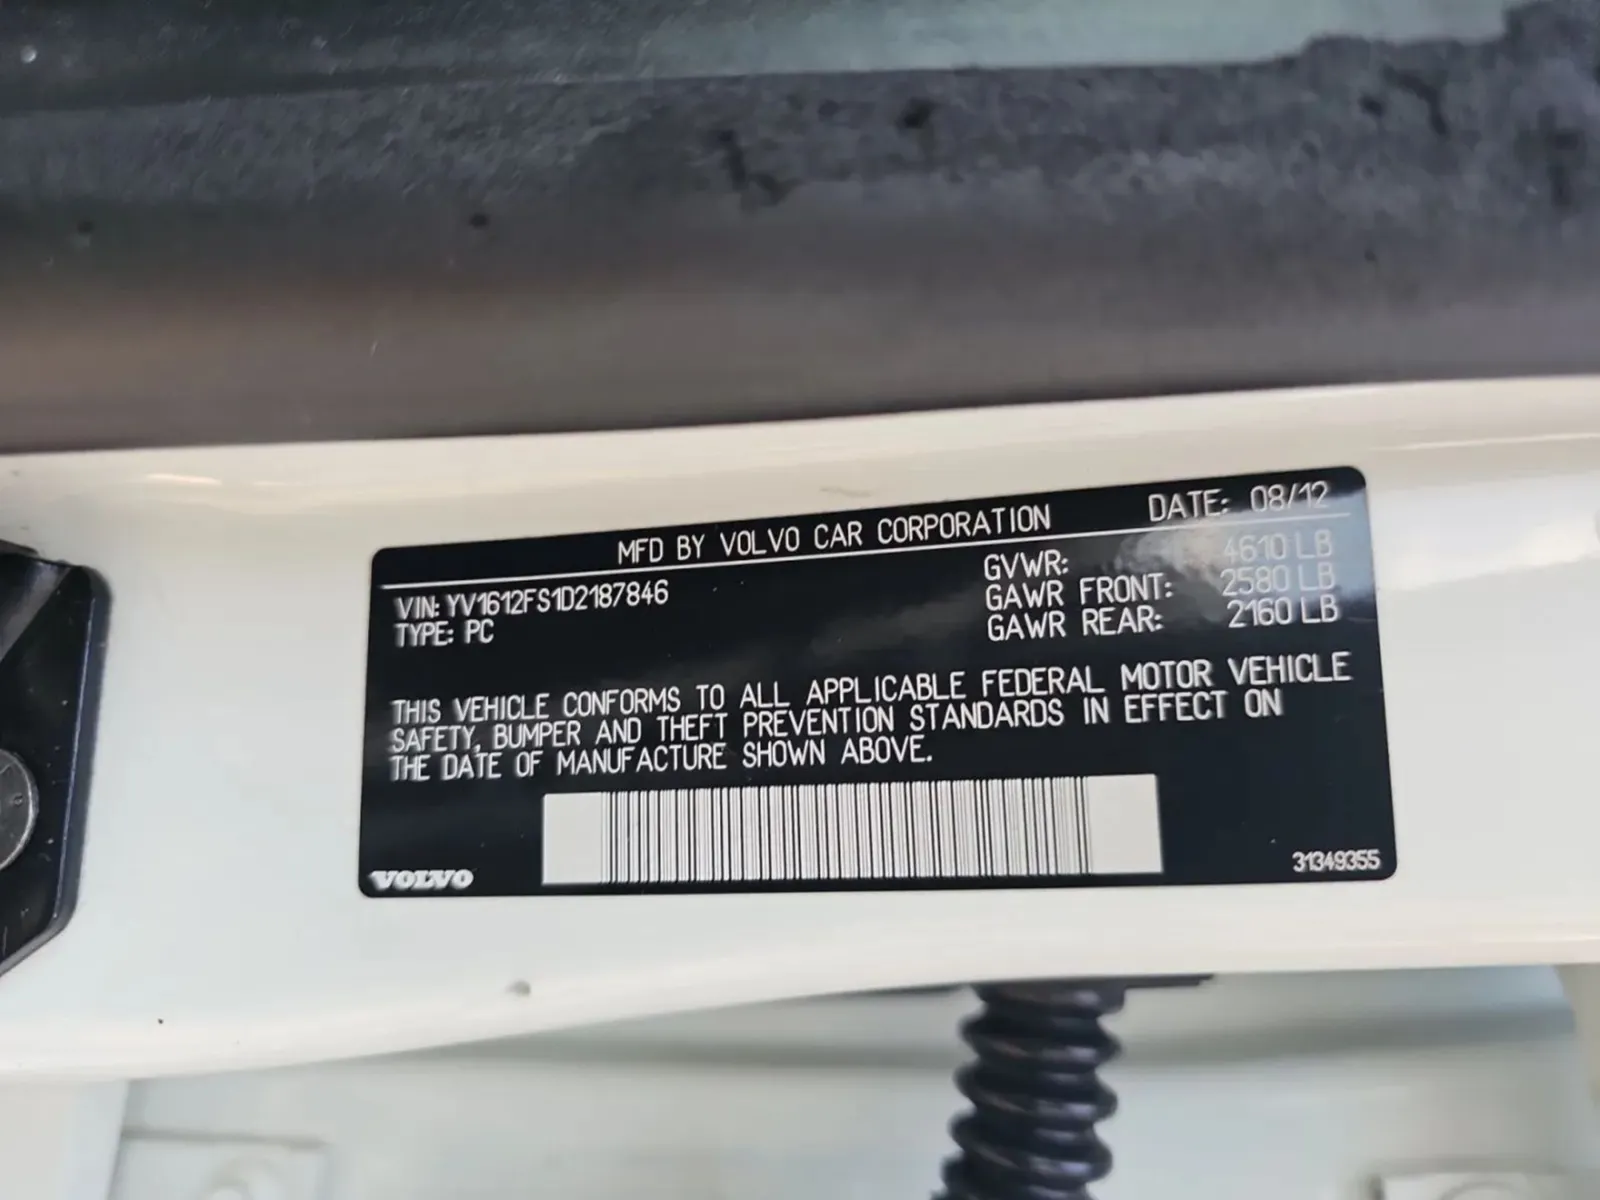 MFD BY VOLVO CAR CORPORATION DATE: 08/12
VIN: YV1612FS1D2187846 GVWR: 4610 LB
TYPE: PC GAWR FRONT: 2580 LB
GAWR REAR: 2160 LB
THIS VEHICLE CONFORMS TO ALL APPLICABLE FEDERAL MOTOR VEHICLE
SAFETY, BUMPER AND THEFT PREVENTION STANDARDS IN EFFECT ON
THE DATE OF MANUFACTURE SHOWN ABOVE.
VOLVO 31349355